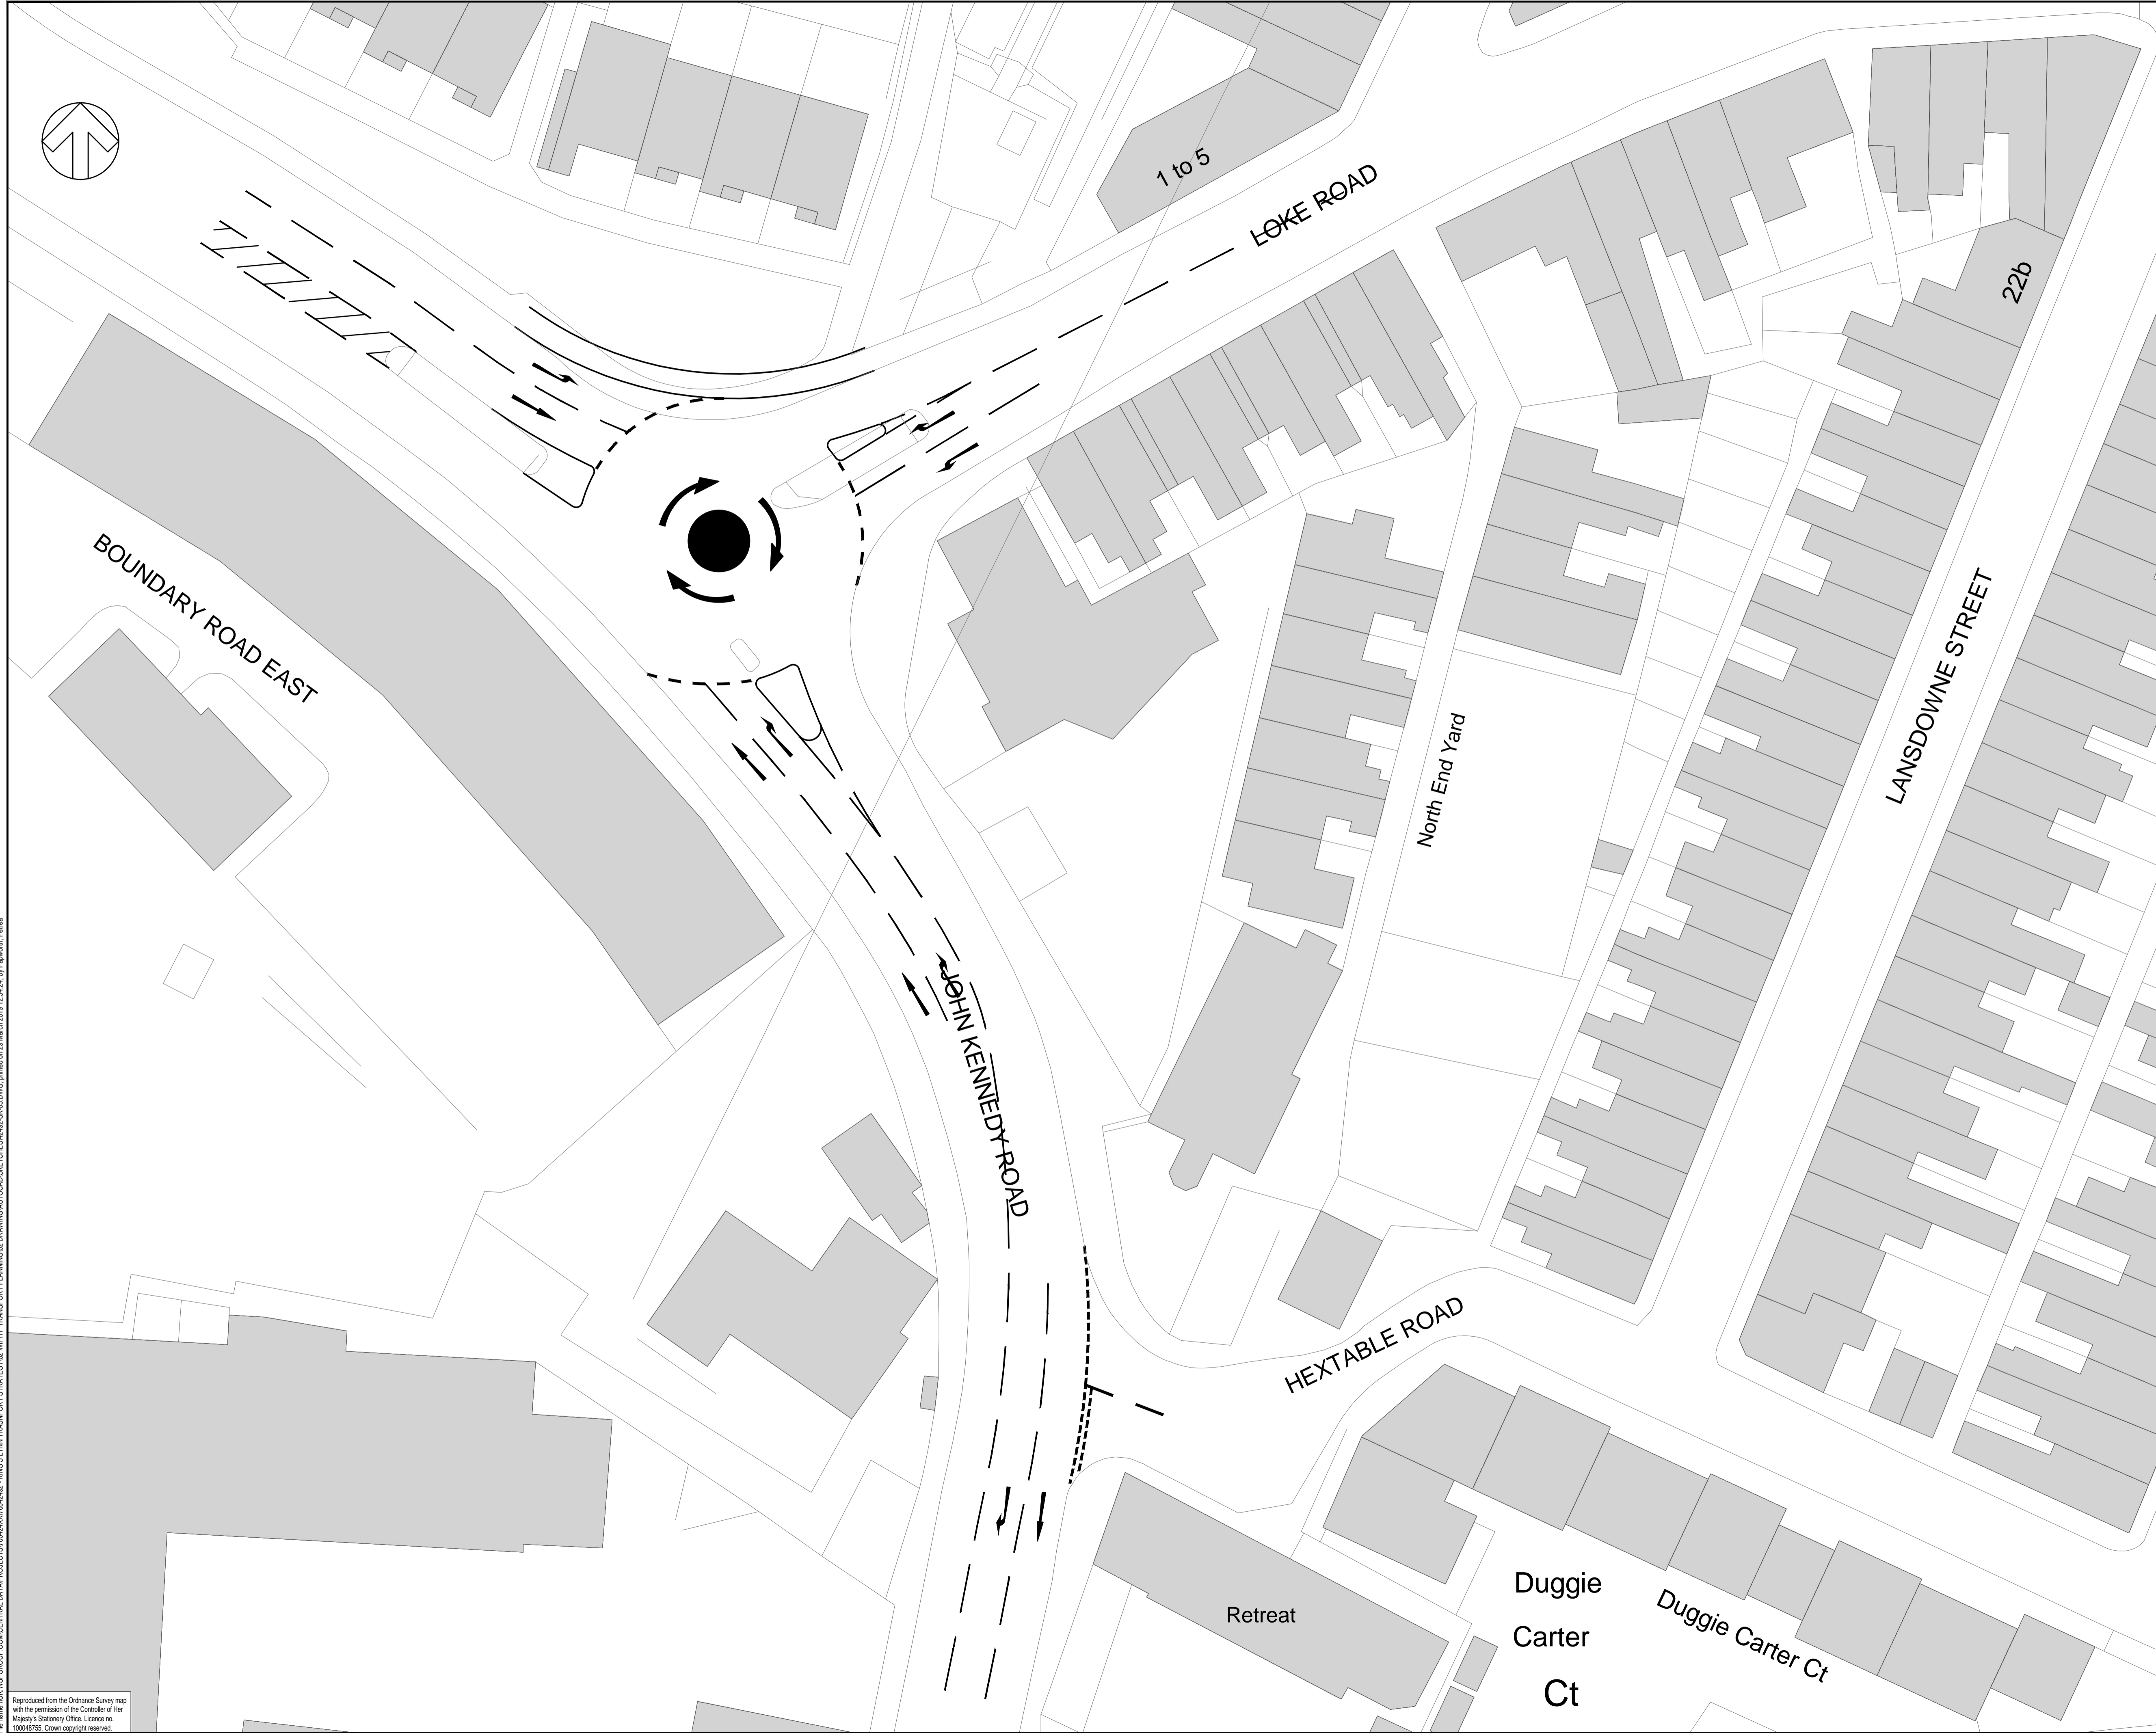 1 to 5
LOKE ROAD
22b
BOUNDARY ROAD EAST
LANSDOWNE STREET
North End Yard
JOHN KENNEDY ROAD
HEXTABLE ROAD
Duggie
Carter
Ct
Duggie Carter Ct
Retreat
Reproduced from the Ordnance Survey map
with the permission of the Controller of Her
Majesty's Stationery Office. Licence no.
100048755. Crown copyright reserved.